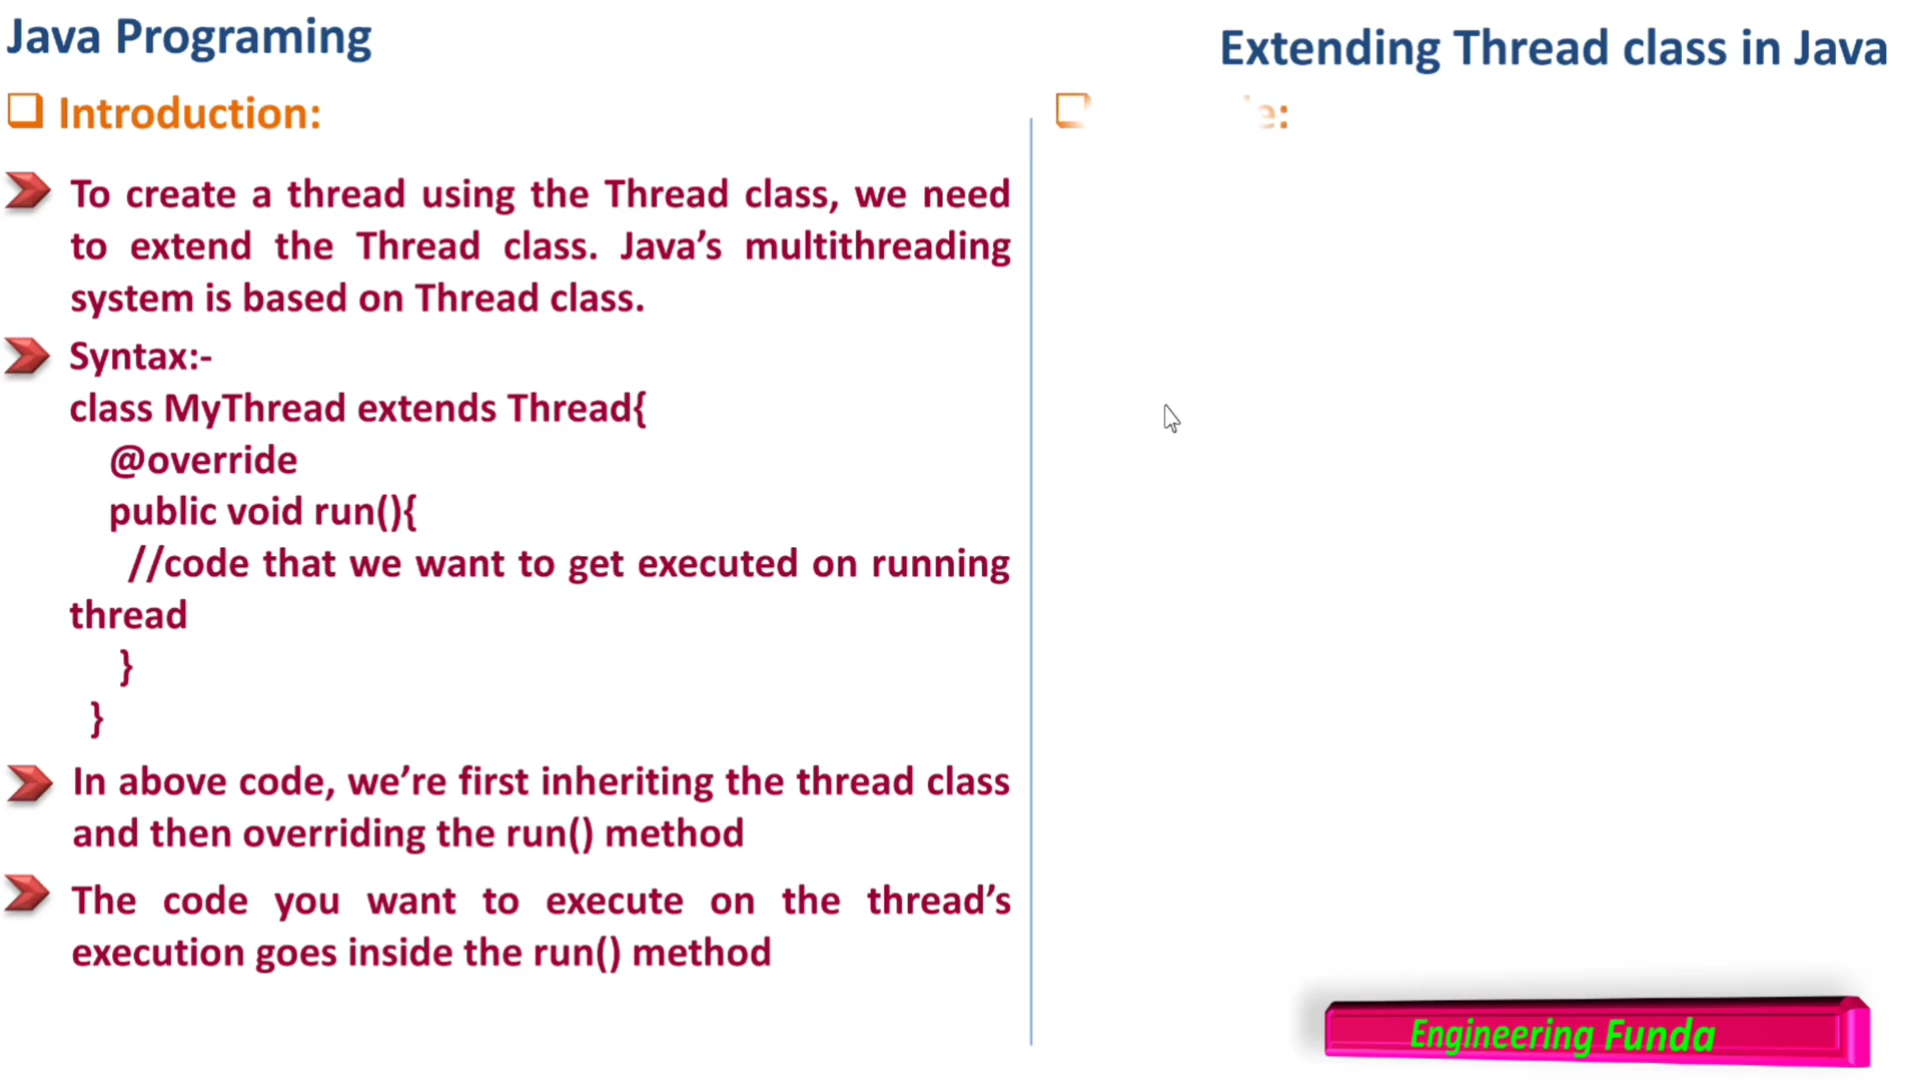 Java Programing
Extending Thread class in Java
Introduction:
To create a thread using the Thread class, we need
to extend the Thread class. Java’s multithreading
system is based on Thread class.
Syntax:-
class MyThread extends Thread{
@override
public void run(){
//code that we want to get executed on running
thread
}
}
In above code, we’re first inheriting the thread class
and then overriding the run() method
The code you want to execute on the thread’s
execution goes inside the run() method
Engineering Funda